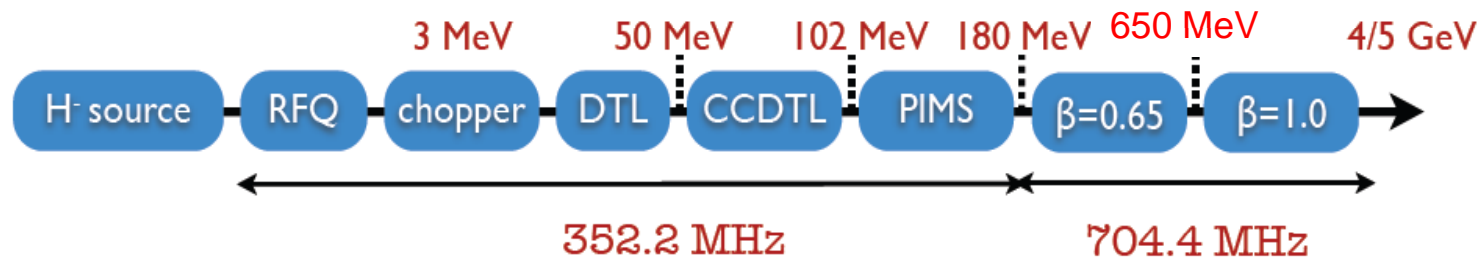 3 MeV 50 MeV 102 MeV 180 MeV 650 MeV 4/5 GeV
H⁻ source RFQ chopper DTL CCDTL PIMS β=0.65 β=1.0
352.2 MHz 704.4 MHz